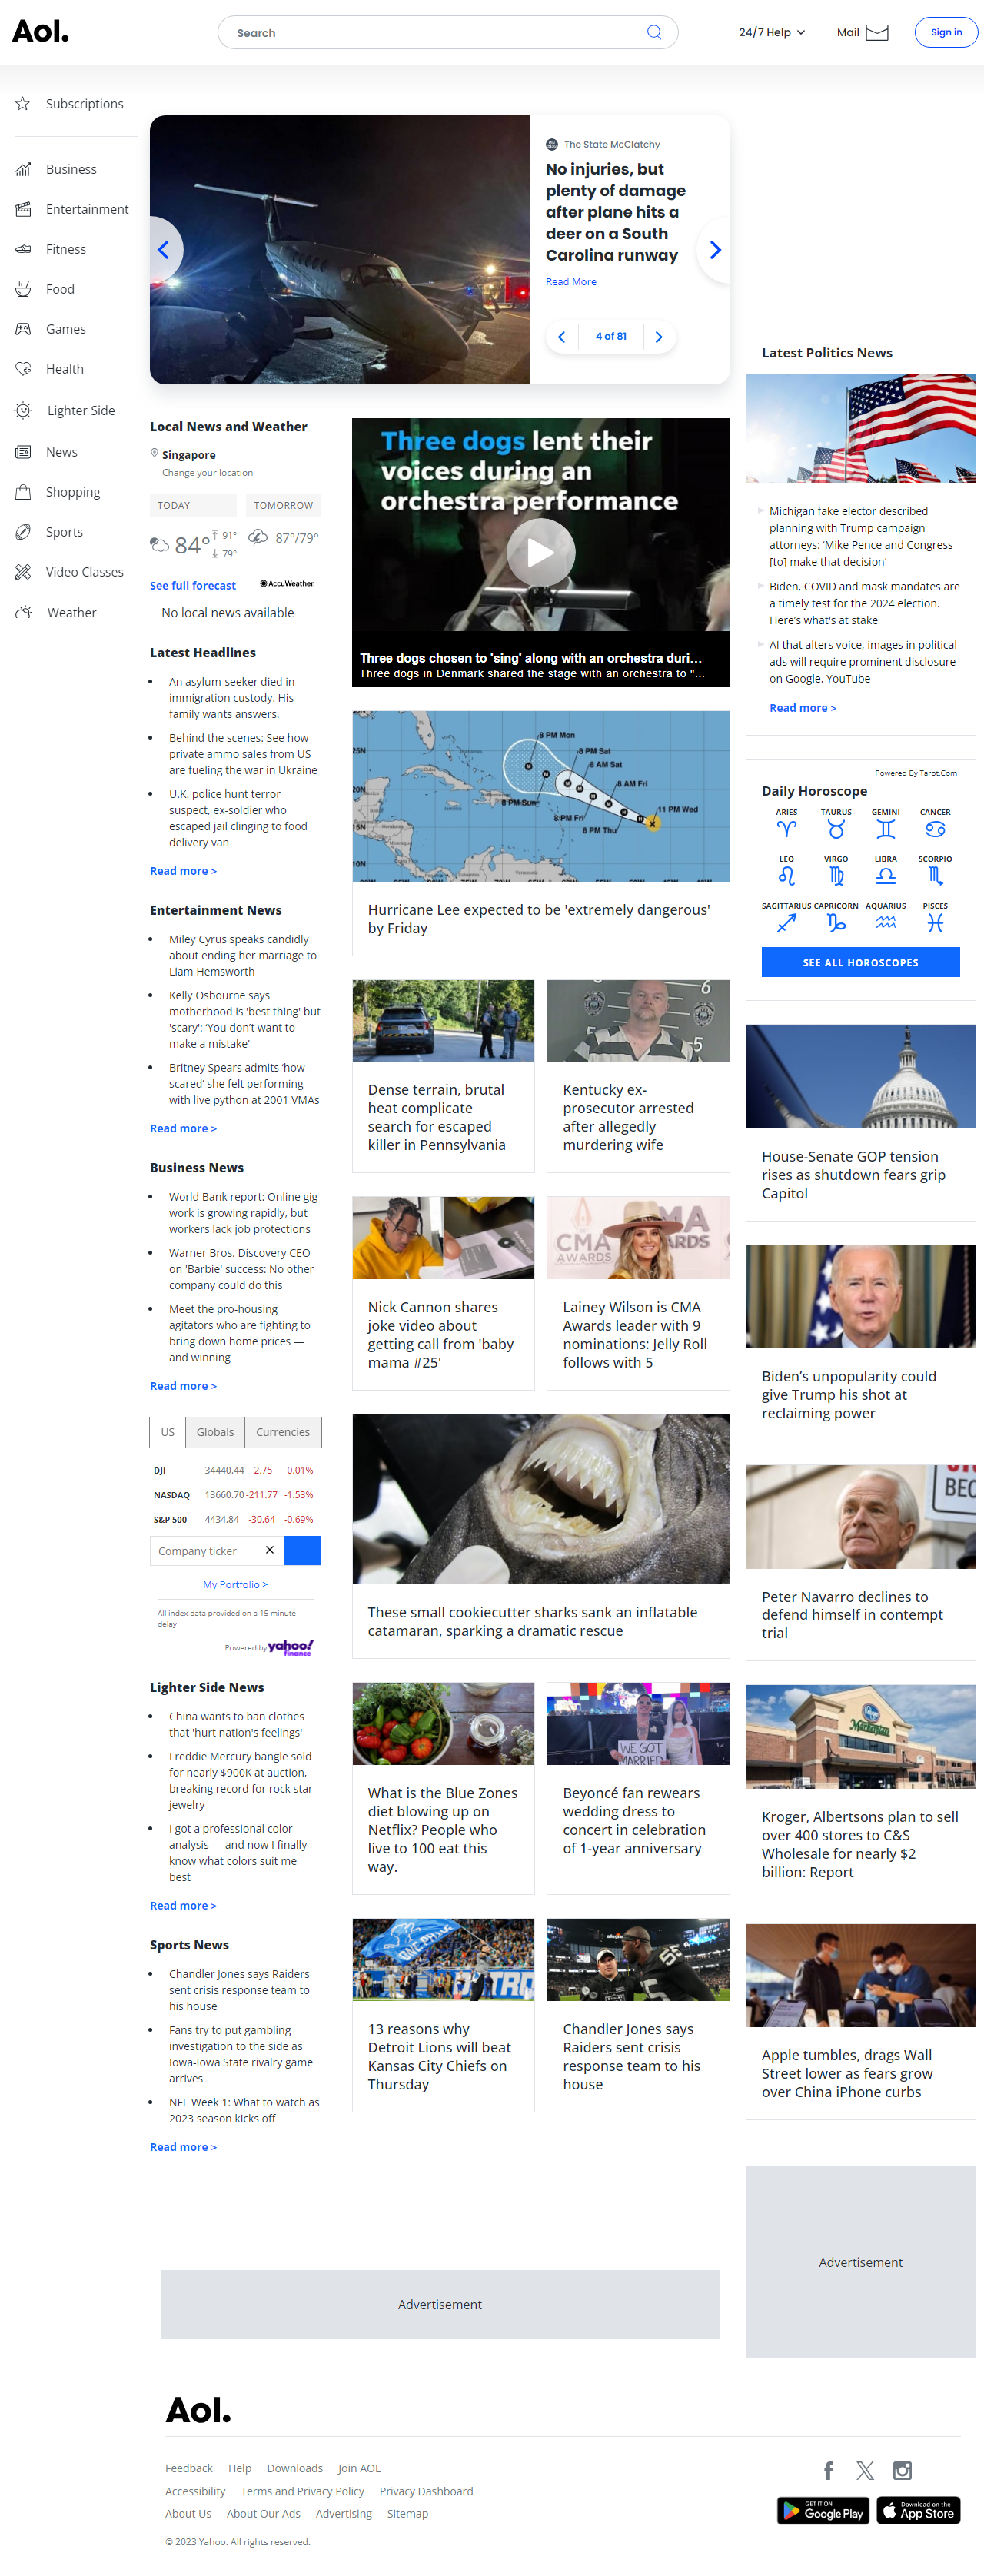 Aol.
Search
24/7 Help
Mail
Sign in
Subscriptions
Business
Entertainment
Fitness
Food
Games
Health
Lighter Side
News
Shopping
Sports
Video Classes
Weather
The State McClatchy
No injuries, but
plenty of damage
after plane hits a
deer on a South
Carolina runway
Read More
4 of 81
Local News and Weather
Singapore
Change your location
TODAY
TOMORROW
84°
91°
79°
87°/79°
See full forecast
AccuWeather
No local news available
Latest Headlines
An asylum-seeker died in
immigration custody. His
family wants answers.
Behind the scenes: See how
private ammo sales from US
are fueling the war in Ukraine
U.K. police hunt terror
suspect, ex-soldier who
escaped jail clinging to food
delivery van
Read more >
Entertainment News
Miley Cyrus speaks candidly
about ending her marriage to
Liam Hemsworth
Kelly Osbourne says
motherhood is 'best thing' but
'scary': 'You don't want to
make a mistake'
Britney Spears admits 'how
scared' she felt performing
with live python at 2001 VMAs
Read more >
Business News
World Bank report: Online gig
work is growing rapidly, but
workers lack job protections
Warner Bros. Discovery CEO
on 'Barbie' success: No other
company could do this
Meet the pro-housing
agitators who are fighting to
bring down home prices —
and winning
Read more >
US
Globals
Currencies
DJI 34440.44 -2.75 -0.01%
NASDAQ 13660.70 -211.77 -1.53%
S&P 500 4434.84 -30.64 -0.69%
Company ticker
My Portfolio >
All index data provided on a 15 minute
delay
Powered by yahoo!
finance
Lighter Side News
China wants to ban clothes
that 'hurt nation's feelings'
Freddie Mercury bangle sold
for nearly $900K at auction,
breaking record for rock star
jewelry
I got a professional color
analysis — and now I finally
know what colors suit me
best
Read more >
Sports News
Chandler Jones says Raiders
sent crisis response team to
his house
Fans try to put gambling
investigation to the side as
Iowa-Iowa State rivalry game
arrives
NFL Week 1: What to watch as
2023 season kicks off
Read more >
Three dogs lent their
voices during an
orchestra performance
Three dogs chosen to 'sing' along with an orchestra duri...
Three dogs in Denmark shared the stage with an orchestra to "...
25N
15N
10N
8 PM Mon
8 PM Sat
8 AM Sat
8 AM Fri
8 PM Sun
11 PM Wed
8 PM Fri
8 PM Thu
Hurricane Lee expected to be 'extremely dangerous'
by Friday
Dense terrain, brutal
heat complicate
search for escaped
killer in Pennsylvania
6
5
5
Kentucky ex-
prosecutor arrested
after allegedly
murdering wife
Nick Cannon shares
joke video about
getting call from 'baby
mama #25'
CMA
AWARDS
Lainey Wilson is CMA
Awards leader with 9
nominations: Jelly Roll
follows with 5
These small cookiecutter sharks sank an inflatable
catamaran, sparking a dramatic rescue
What is the Blue Zones
diet blowing up on
Netflix? People who
live to 100 eat this
way.
WE GOT
MARRIED
Beyoncé fan rewears
wedding dress to
concert in celebration
of 1-year anniversary
ONE PRIDE
13 reasons why
Detroit Lions will beat
Kansas City Chiefs on
Thursday
Chandler Jones says
Raiders sent crisis
response team to his
house
Latest Politics News
Michigan fake elector described
planning with Trump campaign
attorneys: 'Mike Pence and Congress
[to] make that decision'
Biden, COVID and mask mandates are
a timely test for the 2024 election.
Here's what's at stake
AI that alters voice, images in political
ads will require prominent disclosure
on Google, YouTube
Read more >
Powered By Tarot.Com
Daily Horoscope
ARIES TAURUS GEMINI CANCER
LEO VIRGO LIBRA SCORPIO
SAGITTARIUS CAPRICORN AQUARIUS PISCES
SEE ALL HOROSCOPES
House-Senate GOP tension
rises as shutdown fears grip
Capitol
Biden's unpopularity could
give Trump his shot at
reclaiming power
BEC
Peter Navarro declines to
defend himself in contempt
trial
Marketplace
Kroger, Albertsons plan to sell
over 400 stores to C&S
Wholesale for nearly $2
billion: Report
Apple tumbles, drags Wall
Street lower as fears grow
over China iPhone curbs
Advertisement
Advertisement
Aol.
Feedback Help Downloads Join AOL
Accessibility Terms and Privacy Policy Privacy Dashboard
About Us About Our Ads Advertising Sitemap
© 2023 Yahoo. All rights reserved.
GET IT ON
Google Play
Download on the
App Store